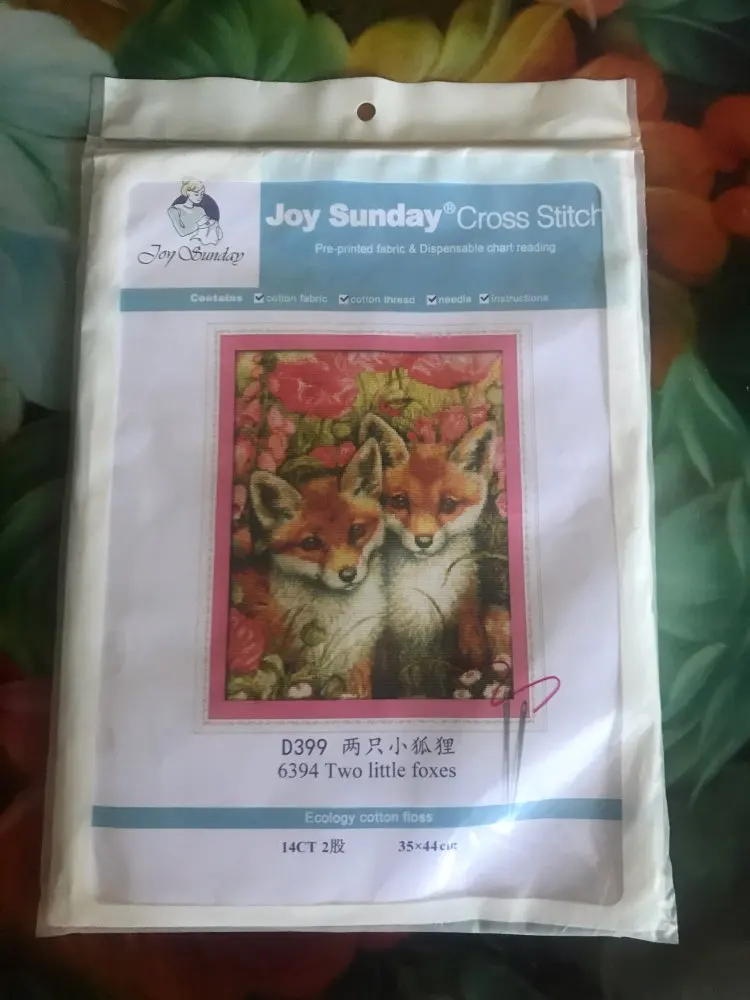 Joy Sunday
Joy Sunday® Cross Stitch
Pre-printed fabric & Dispensable chart reading
Contains cotton fabric cotton thread needle instructions
D399 两只小狐狸
6394 Two little foxes
Ecology cotton floss
14CT 2股 35×44cm